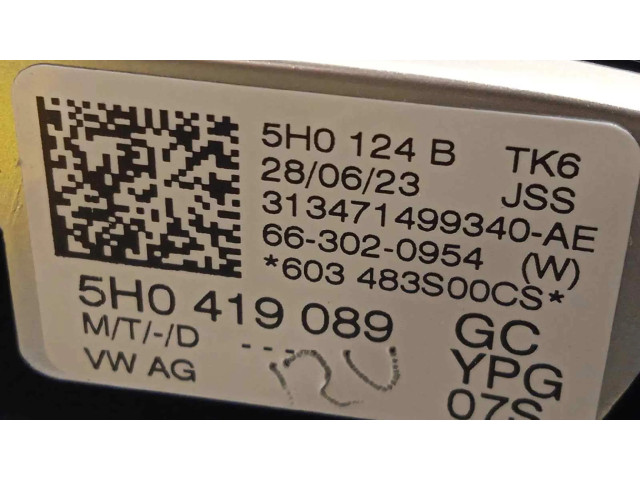 5H0 124 B TK6
28/06/23 JSS
313471499340-AE
66-302-0954 (W)
*603 483S00CS*
5H0 419 089 GC
M/T/-/D --- YPG
VW AG 07S